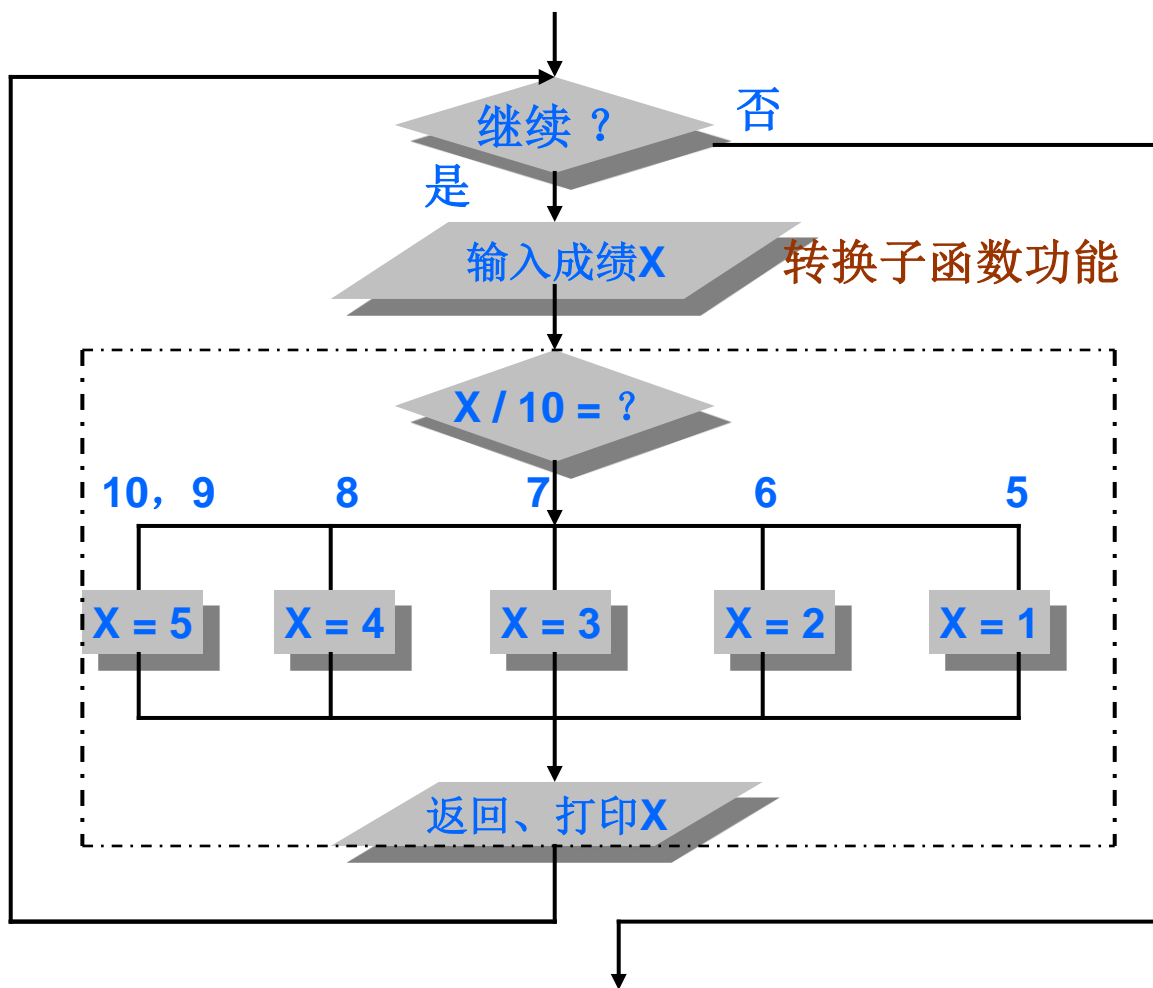 否
继续 ?
是
输入成绩X
转换子函数功能
X / 10 = ?
10，9 8 7 6 5
X = 5 X = 4 X = 3 X = 2 X = 1
返回、打印X